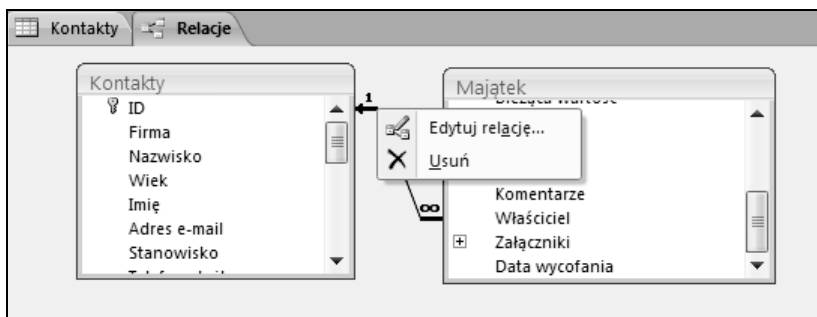 Kontakty Relacje
Kontakty
ID
Firma
Nazwisko
Wiek
Imię
Adres e-mail
Stanowisko
1
Edytuj relację...
Usuń
∞
Majątek
Komentarze
Właściciel
Załączniki
Data wycofania